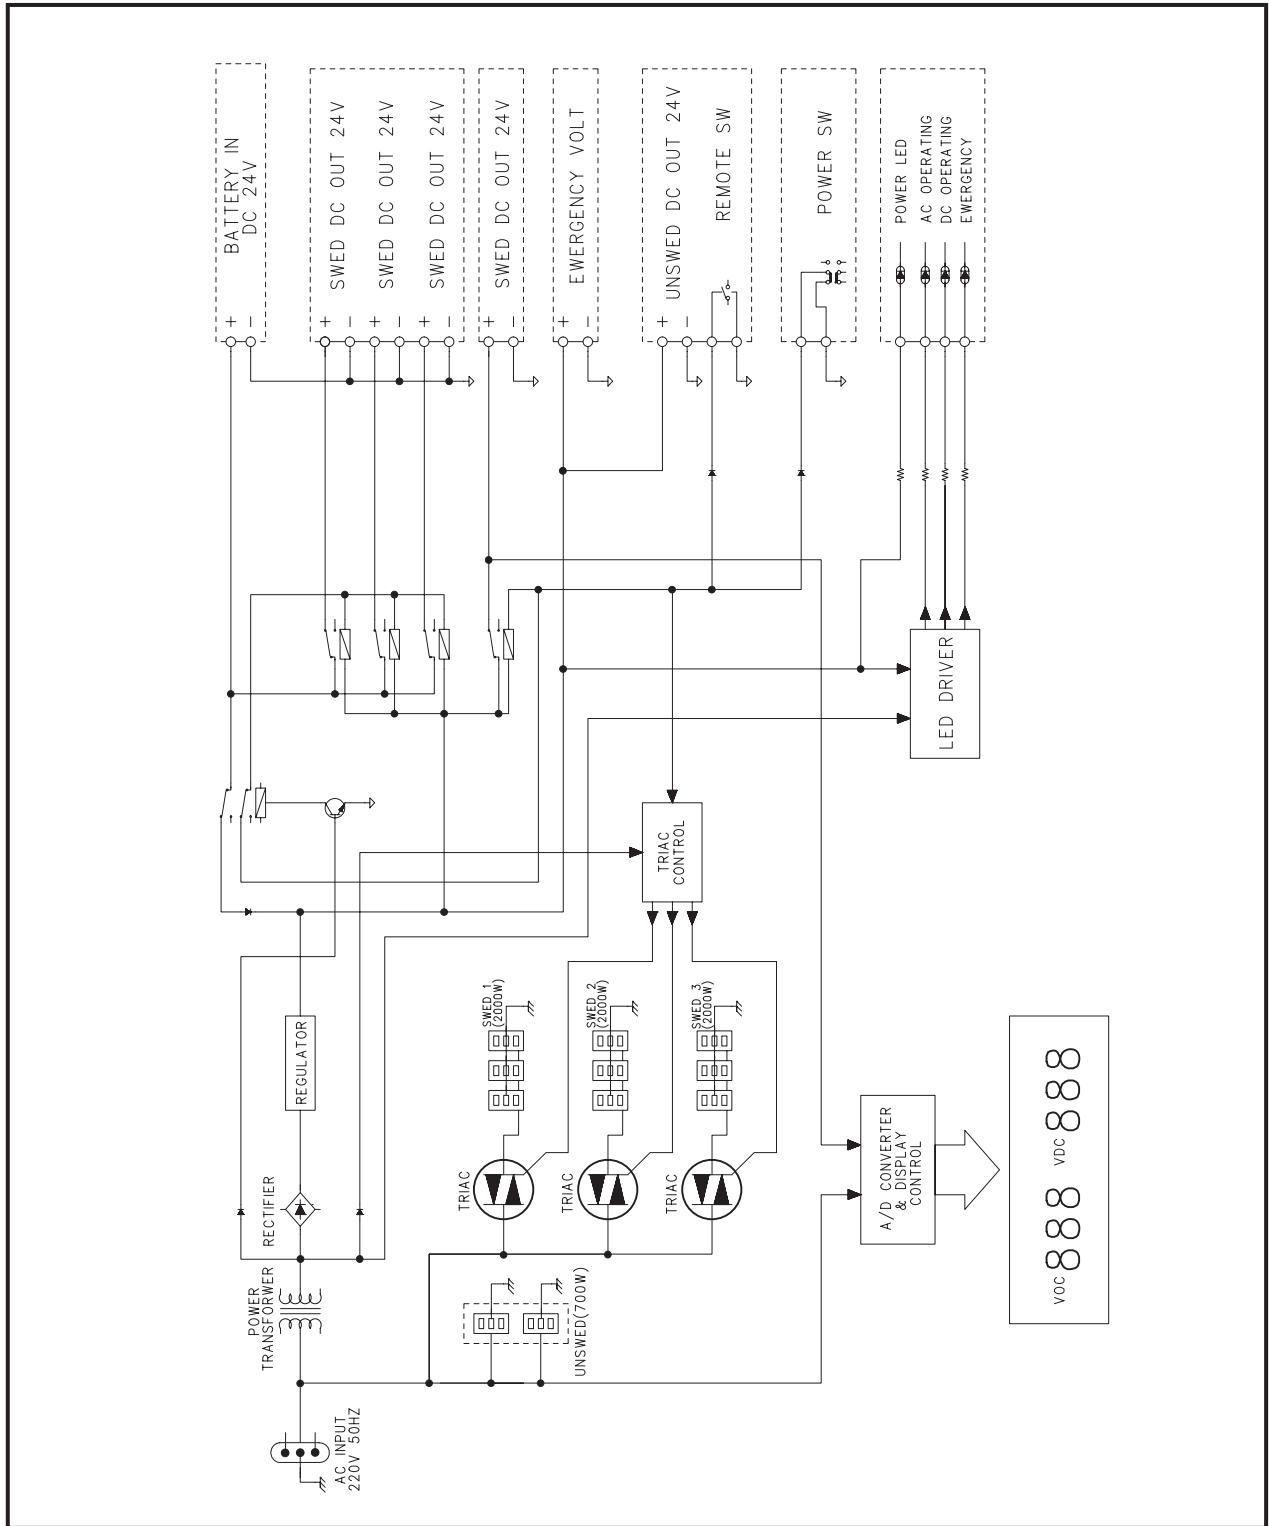 BATTERY IN
DC 24V
+
−
SWED DC OUT 24V
+
−
SWED DC OUT 24V
+
−
SWED DC OUT 24V
+
−
SWED DC OUT 24V
+
−
EWERGENCY VOLT
+
−
UNSWED DC OUT 24V
+
−
REMOTE SW
POWER SW
POWER LED
AC OPERATING
DC OPERATING
EWERGENCY
LED DRIVER
TRIAC
CONTROL
REGULATOR
RECTIFIER
POWER
TRANSFORWER
AC INPUT
220V 50HZ
SWED 1
(2000W)
SWED 2
(2000W)
SWED 3
(2000W)
TRIAC
TRIAC
TRIAC
UNSWED(700W)
A/D CONVERTER
& DISPLAY
CONTROL
VOC 888 VDC 888